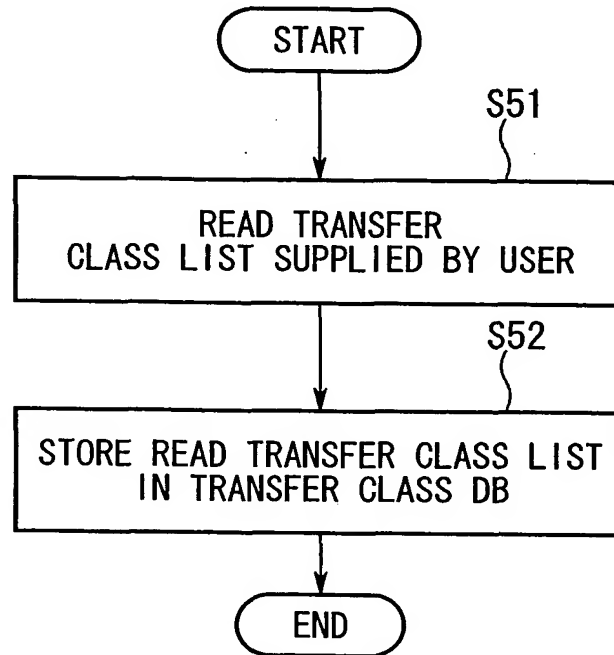 START
S51
READ TRANSFER
CLASS LIST SUPPLIED BY USER
S52
STORE READ TRANSFER CLASS LIST
IN TRANSFER CLASS DB
END